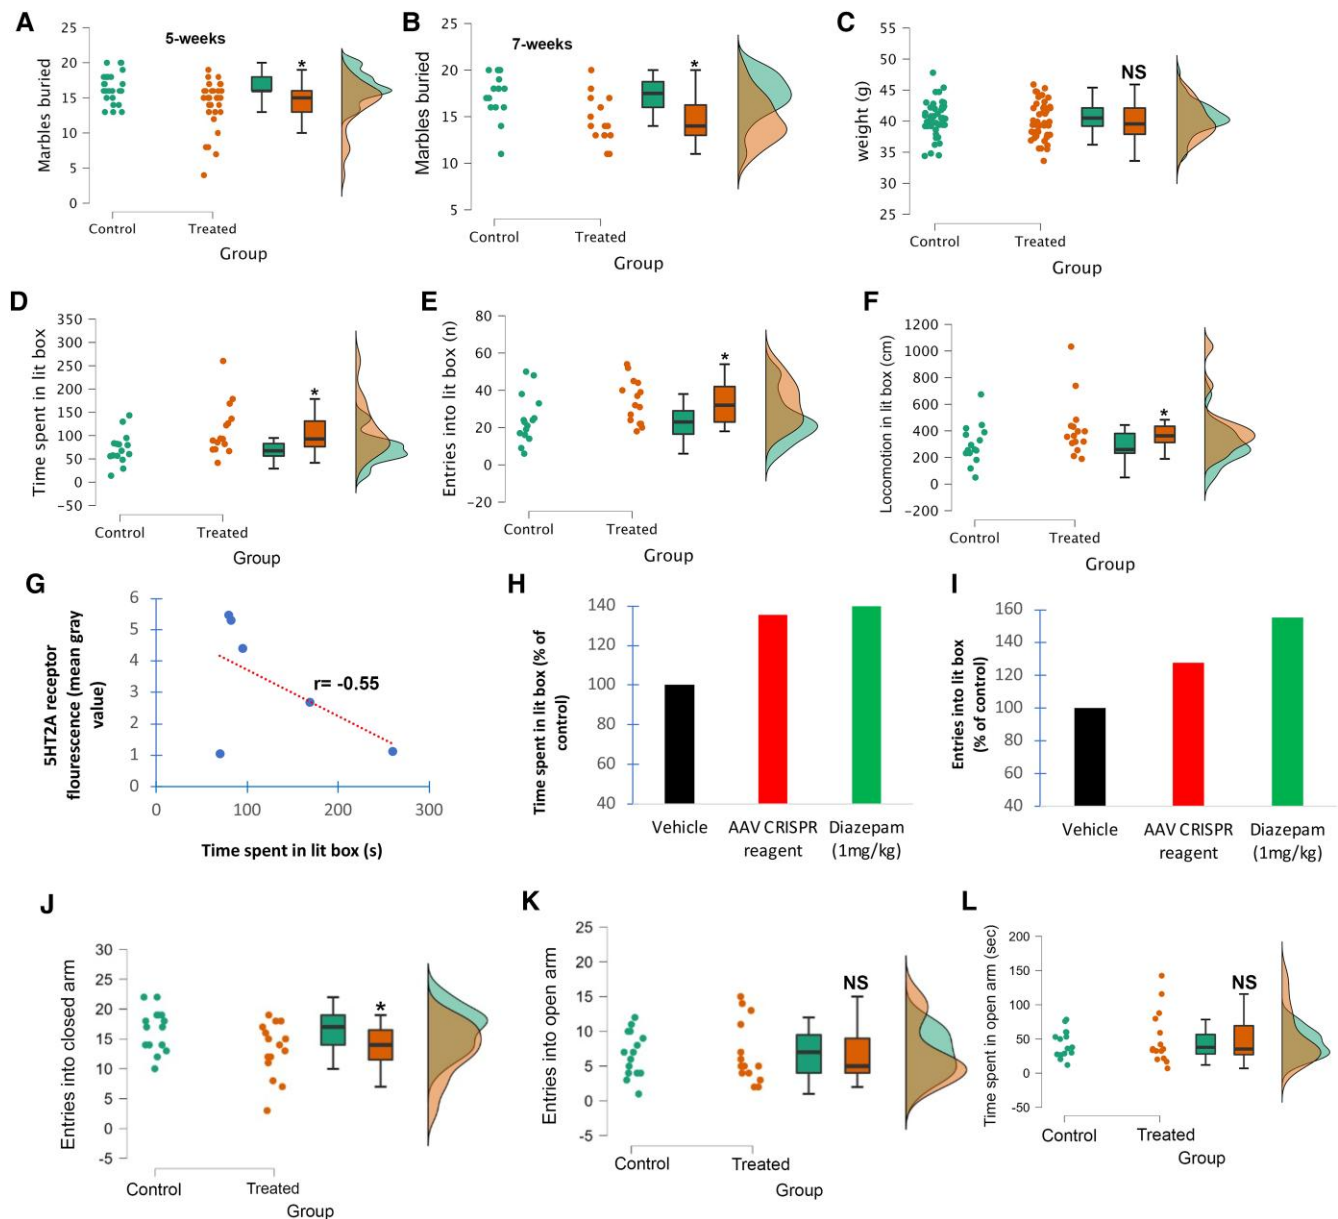 A
5-weeks
Marbles buried
25
20
15
10
5
0
*
Control
Treated
Group
B
7-weeks
Marbles buried
25
20
15
10
5
*
Control
Treated
Group
C
weight (g)
55
50
45
40
35
30
25
NS
Control
Treated
Group
D
Time spent in lit box
350
300
250
200
150
100
50
0
−50
*
Control
Treated
Group
E
Entries into lit box (n)
80
60
40
20
0
−20
*
Control
Treated
Group
F
Locomotion in lit box (cm)
1200
1000
800
600
400
200
0
−200
*
Control
Treated
Group
G
5HT2A receptor
flourescence (mean gray
value)
6
5
4
3
2
1
0
r= -0.55
0
100
200
300
Time spent in lit box (s)
H
Time spent in lit box (% of
control)
140
120
100
80
60
40
Vehicle
AAV CRISPR
reagent
Diazepam
(1mg/kg)
I
Entries into lit box
(% of control)
160
140
120
100
80
60
40
Vehicle
AAV CRISPR
reagent
Diazepam
(1mg/kg)
J
Entries into closed arm
30
25
20
15
10
5
0
-5
*
Control
Treated
Group
K
Entries into open arm
25
20
15
10
5
0
-5
NS
Control
Treated
Group
L
Time spent in open arm (sec)
200
150
100
50
0
-50
NS
Control
Treated
Group